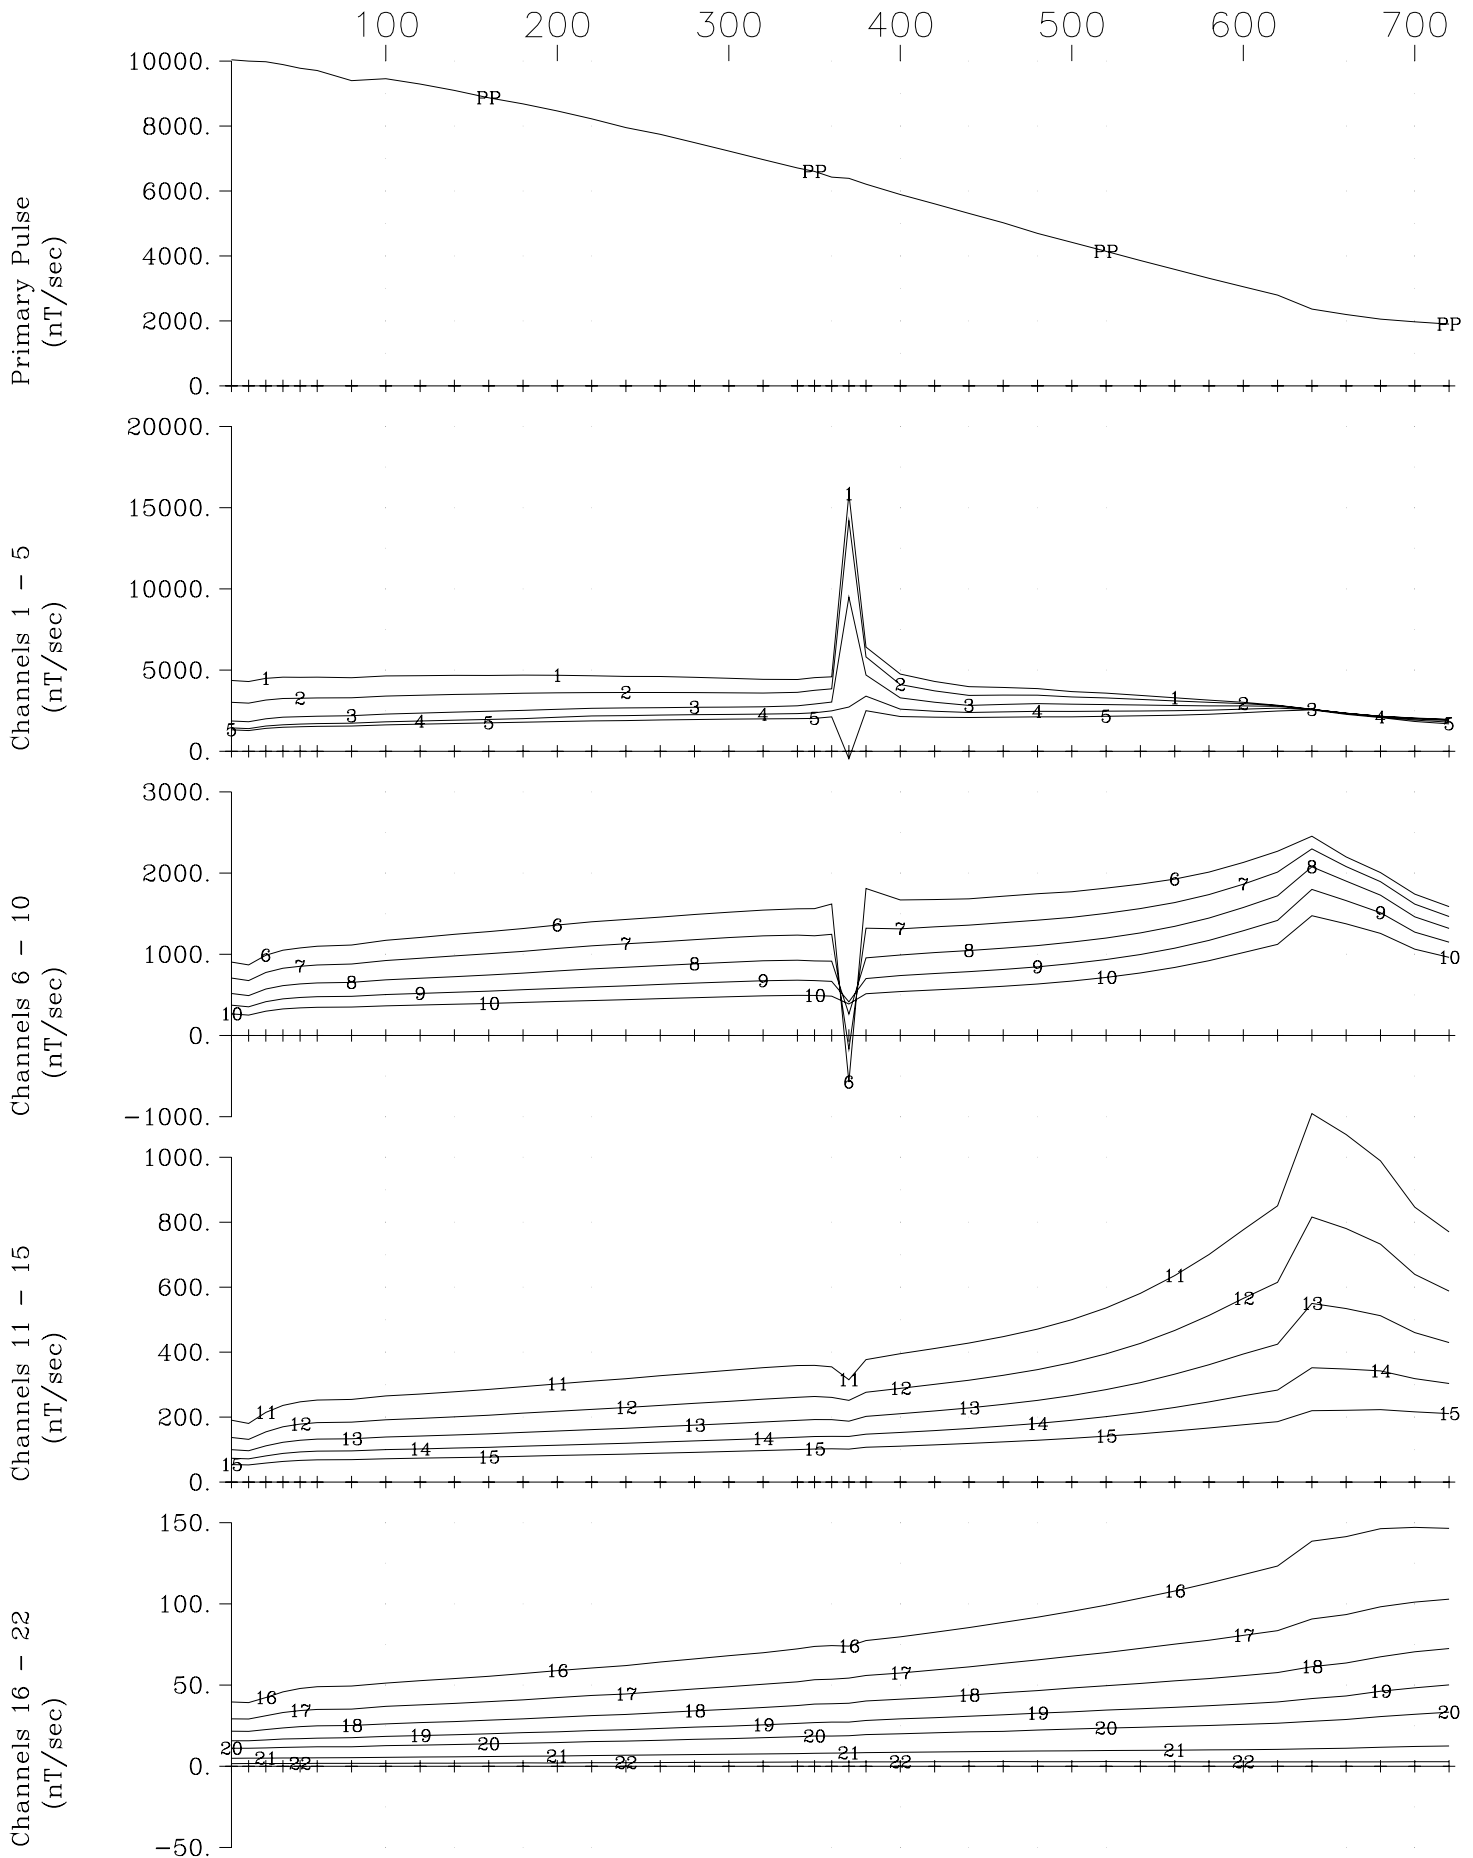 100 200 300 400 500 600 700
Primary Pulse
(nT/sec)
10000.
8000.
6000.
4000.
2000.
0.
PP PP PP PP
Channels 1 - 5
(nT/sec)
20000.
15000.
10000.
5000.
0.
1
1 1 1
2 2 2 2
3 3 3 3
4 4 4 4
5 5 5 5 5
Channels 6 - 10
(nT/sec)
3000.
2000.
1000.
0.
-1000.
6 6 6 6
7 7 7 7
8 8 8 8
9 9 9 9
10 10 10 10 10
Channels 11 - 15
(nT/sec)
1000.
800.
600.
400.
200.
0.
11 11 11 11
12 12 12 12
13 13 13 13
14 14 14 14
15 15 15 15 15
Channels 16 - 22
(nT/sec)
150.
100.
50.
0.
-50.
16 16 16 16
17 17 17 17
18 18 18 18
19 19 19 19
20 20 20 20 20
21 21 21 21
22 22 22 22